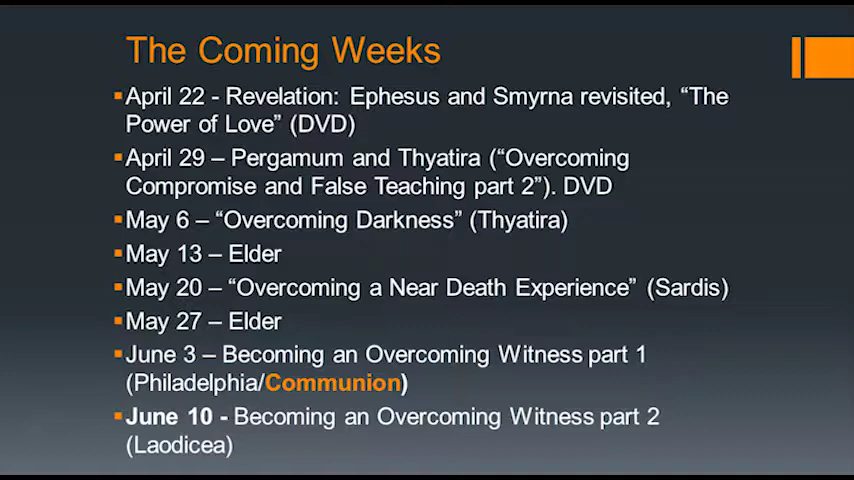 The Coming Weeks
▪April 22 - Revelation: Ephesus and Smyrna revisited, “The
Power of Love” (DVD)
▪April 29 – Pergamum and Thyatira (“Overcoming
Compromise and False Teaching part 2”). DVD
▪May 6 – “Overcoming Darkness” (Thyatira)
▪May 13 – Elder
▪May 20 – “Overcoming a Near Death Experience” (Sardis)
▪May 27 – Elder
▪June 3 – Becoming an Overcoming Witness part 1
(Philadelphia/Communion)
▪June 10 - Becoming an Overcoming Witness part 2
(Laodicea)